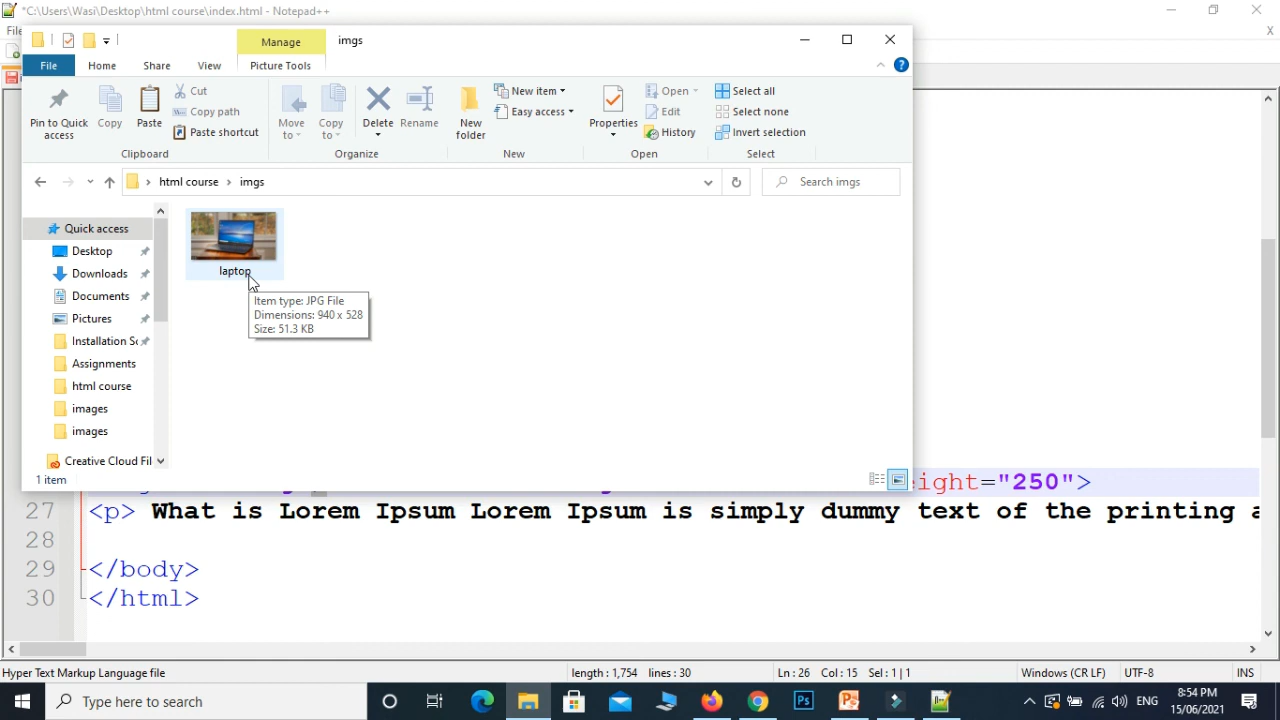 *C:\Users\Wasi\Desktop\html course\index.html - Notepad++
Manage
imgs
File
Home
Share
View
Picture Tools
Pin to Quick access
Copy
Paste
Cut
Copy path
Paste shortcut
Clipboard
Move to
Copy to
Delete
Rename
Organize
New folder
New item
Easy access
New
Properties
Open
Edit
History
Open
Select all
Select none
Invert selection
Select
html course
imgs
Search imgs
Quick access
Desktop
Downloads
Documents
Pictures
Installation Sc
Assignments
html course
images
images
Creative Cloud Fil
laptop
Item type: JPG File
Dimensions: 940 x 528
Size: 51.3 KB
1 item
eight="250">
27 <p> What is Lorem Ipsum Lorem Ipsum is simply dummy text of the printing a
28
29 </body>
30 </html>
Hyper Text Markup Language file
length : 1,754 lines : 30
Ln : 26 Col : 15 Sel : 1 | 1
Windows (CR LF)
UTF-8
INS
Type here to search
Ps
ENG
8:54 PM
15/06/2021